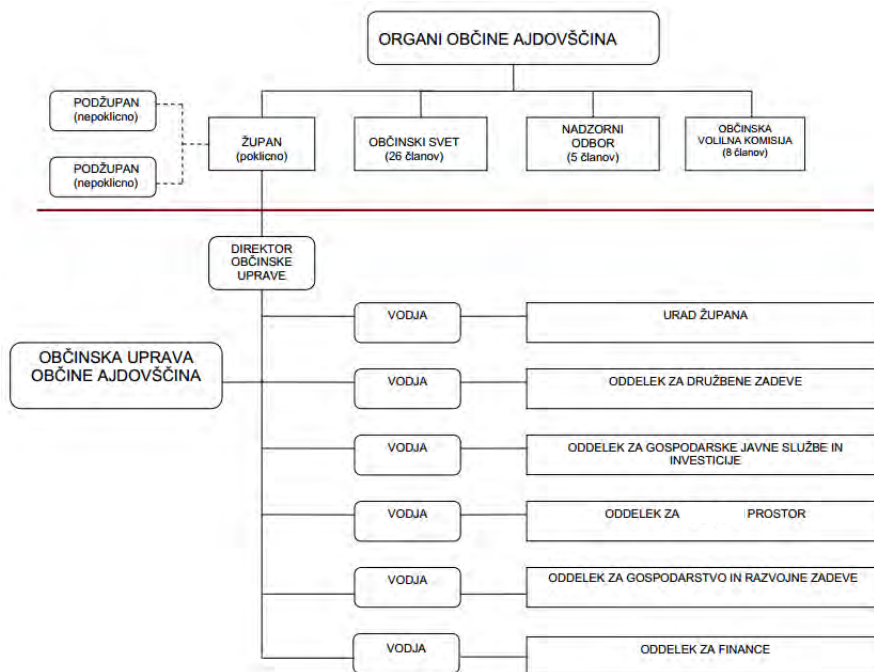 ORGANI OBČINE AJDOVŠČINA
PODŽUPAN
(nepoklicno)
PODŽUPAN
(nepoklicno)
ŽUPAN
(poklicno)
OBČINSKI SVET
(26 članov)
NADZORNI
ODBOR
(5 članov)
OBČINSKA
VOLILNA KOMISIJA
(8 članov)
DIREKTOR
OBČINSKE
UPRAVE
OBČINSKA UPRAVA
OBČINE AJDOVŠČINA
VODJA
URAD ŽUPANA
VODJA
ODDELEK ZA DRUŽBENE ZADEVE
VODJA
ODDELEK ZA GOSPODARSKE JAVNE SLUŽBE IN
INVESTICIJE
VODJA
ODDELEK ZA PROSTOR
VODJA
ODDELEK ZA GOSPODARSTVO IN RAZVOJNE ZADEVE
VODJA
ODDELEK ZA FINANCE